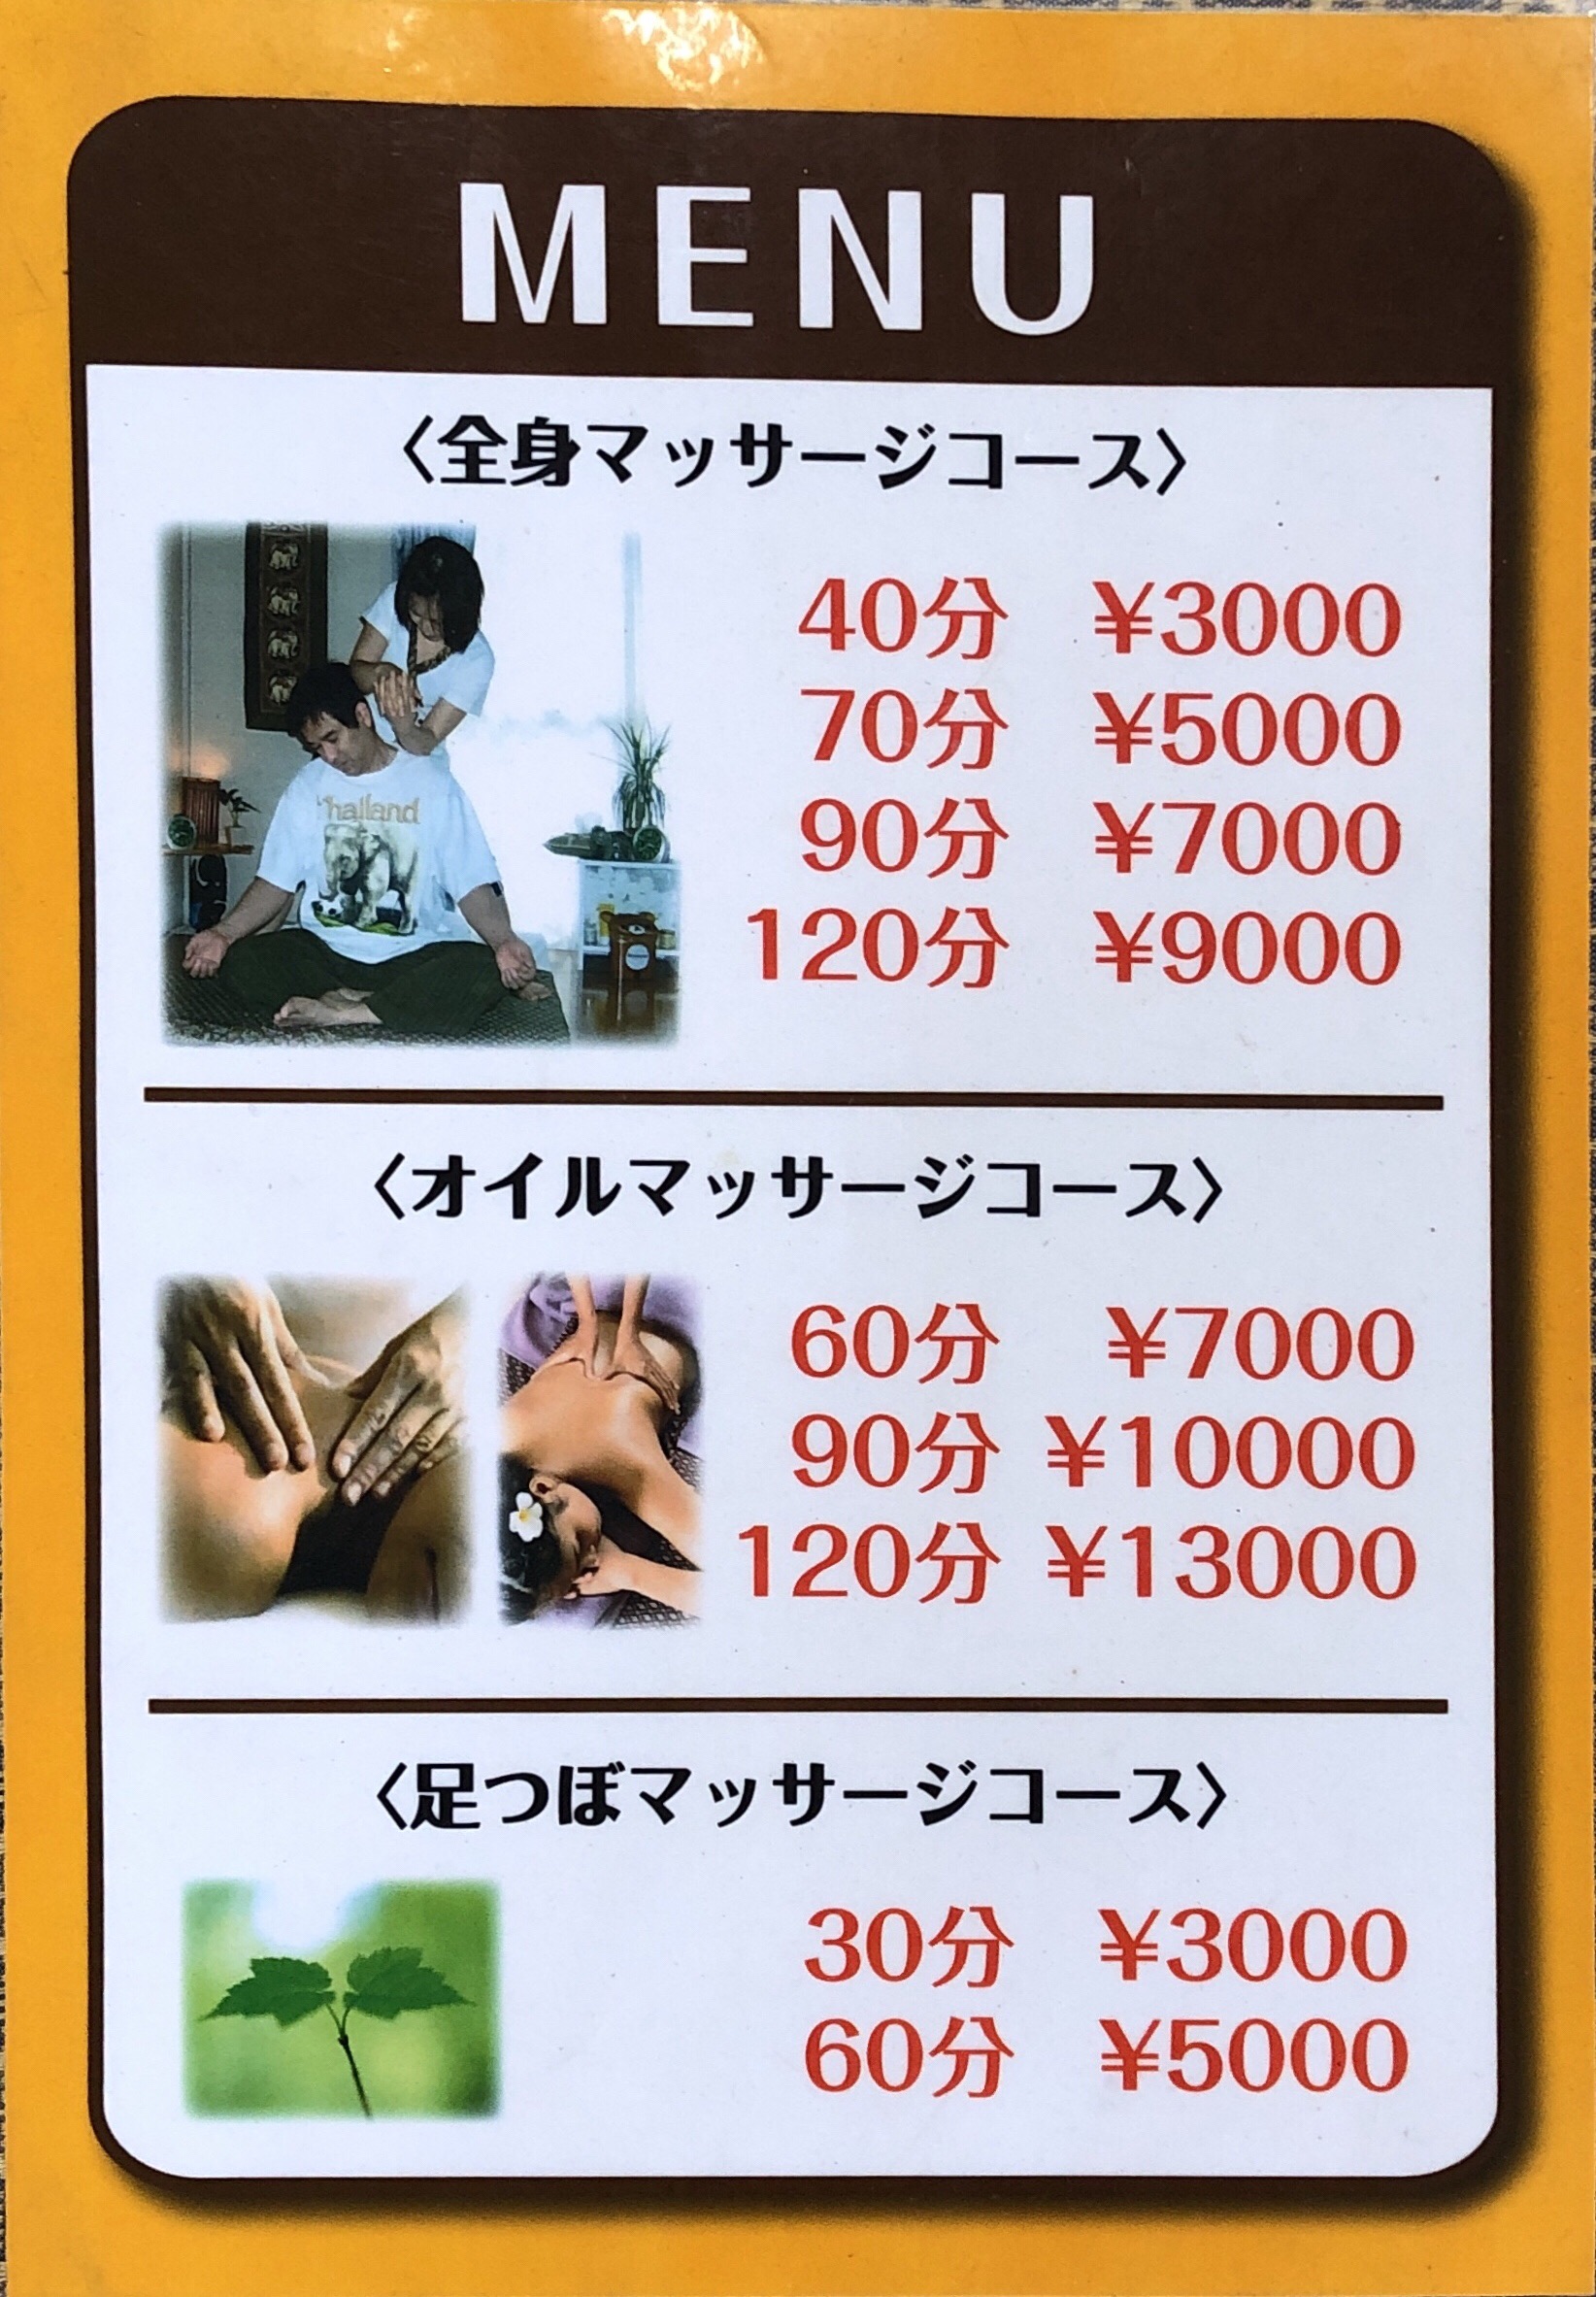 MENU
〈全身マッサージコース〉
Thailand
40分 ¥3000
70分 ¥5000
90分 ¥7000
120分 ¥9000
〈オイルマッサージコース〉
60分 ¥7000
90分 ¥10000
120分 ¥13000
〈足つぼマッサージコース〉
30分 ¥3000
60分 ¥5000